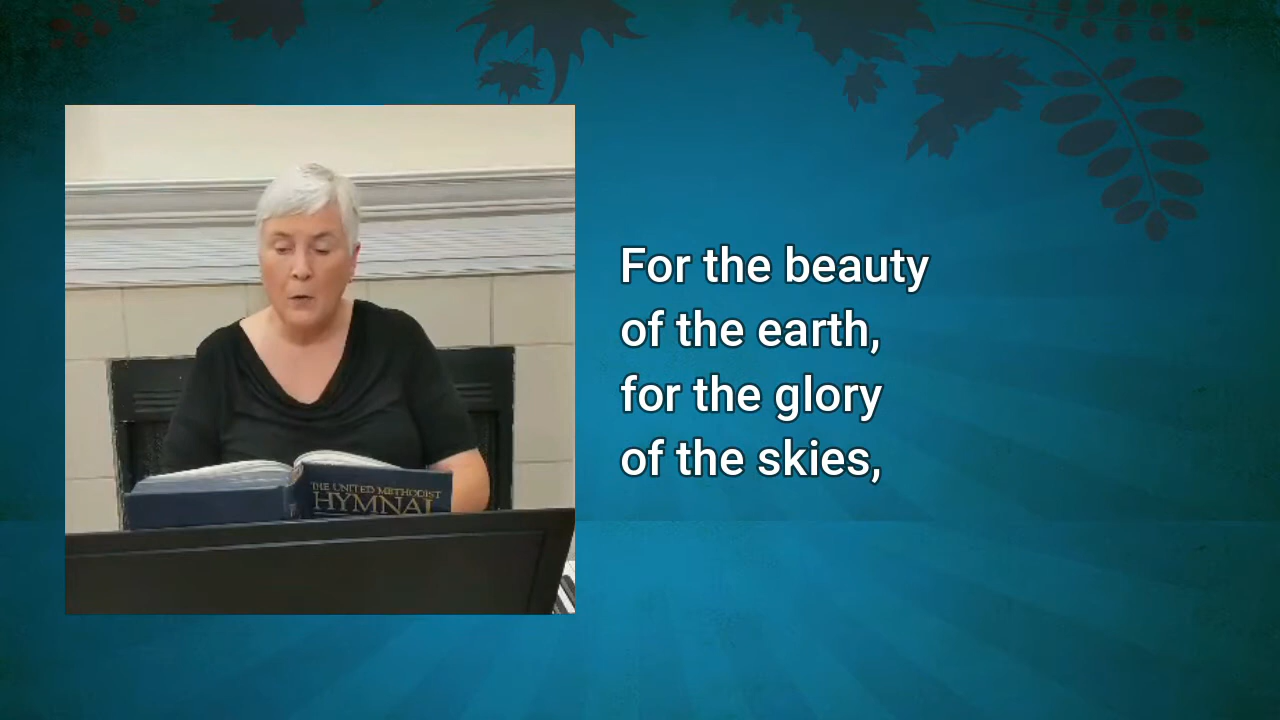 THE UNITED METHODIST
HYMNAL
For the beauty
of the earth,
for the glory
of the skies,